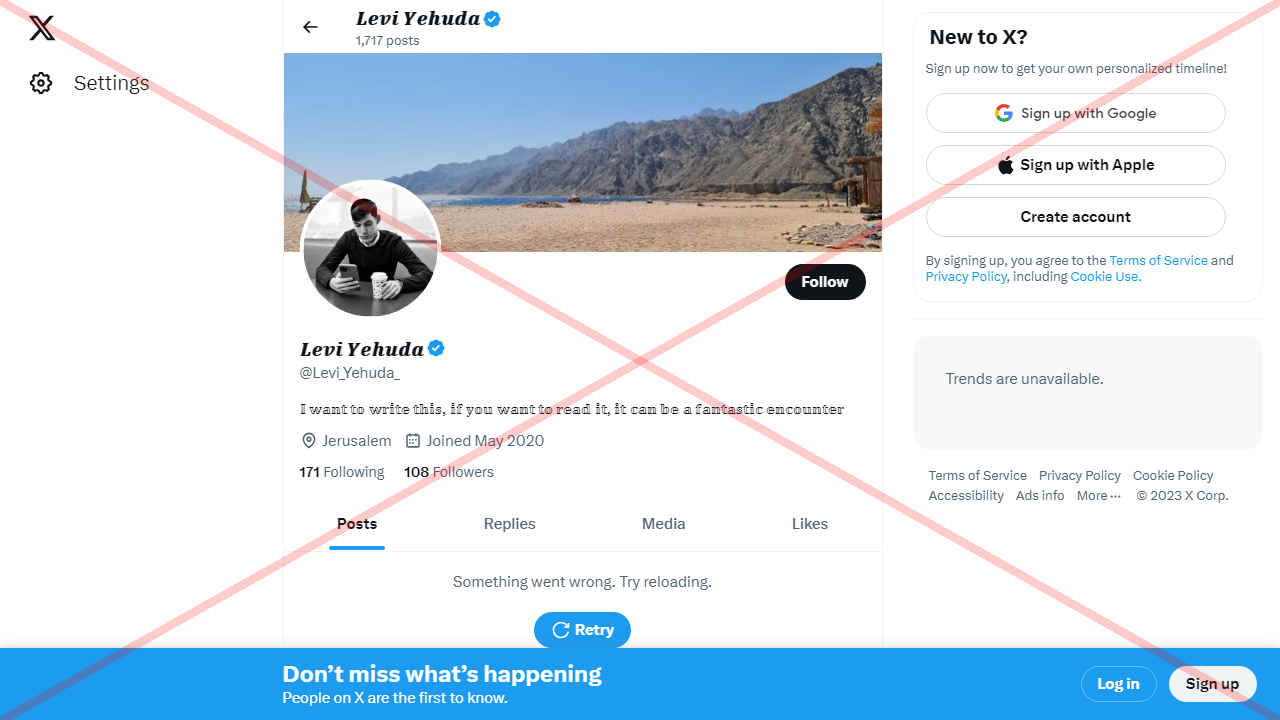 Settings
Levi Yehuda
1,717 posts
Follow
Levi Yehuda
@Levi_Yehuda_
I want to write this, if you want to read it, it can be a fantastic encounter
Jerusalem Joined May 2020
171 Following 108 Followers
Posts Replies Media Likes
Something went wrong. Try reloading.
Retry
New to X?
Sign up now to get your own personalized timeline!
Sign up with Google
Sign up with Apple
Create account
By signing up, you agree to the Terms of Service and
Privacy Policy, including Cookie Use.
Trends are unavailable.
Terms of Service Privacy Policy Cookie Policy
Accessibility Ads info More ··· © 2023 X Corp.
Don’t miss what’s happening
People on X are the first to know.
Log in Sign up